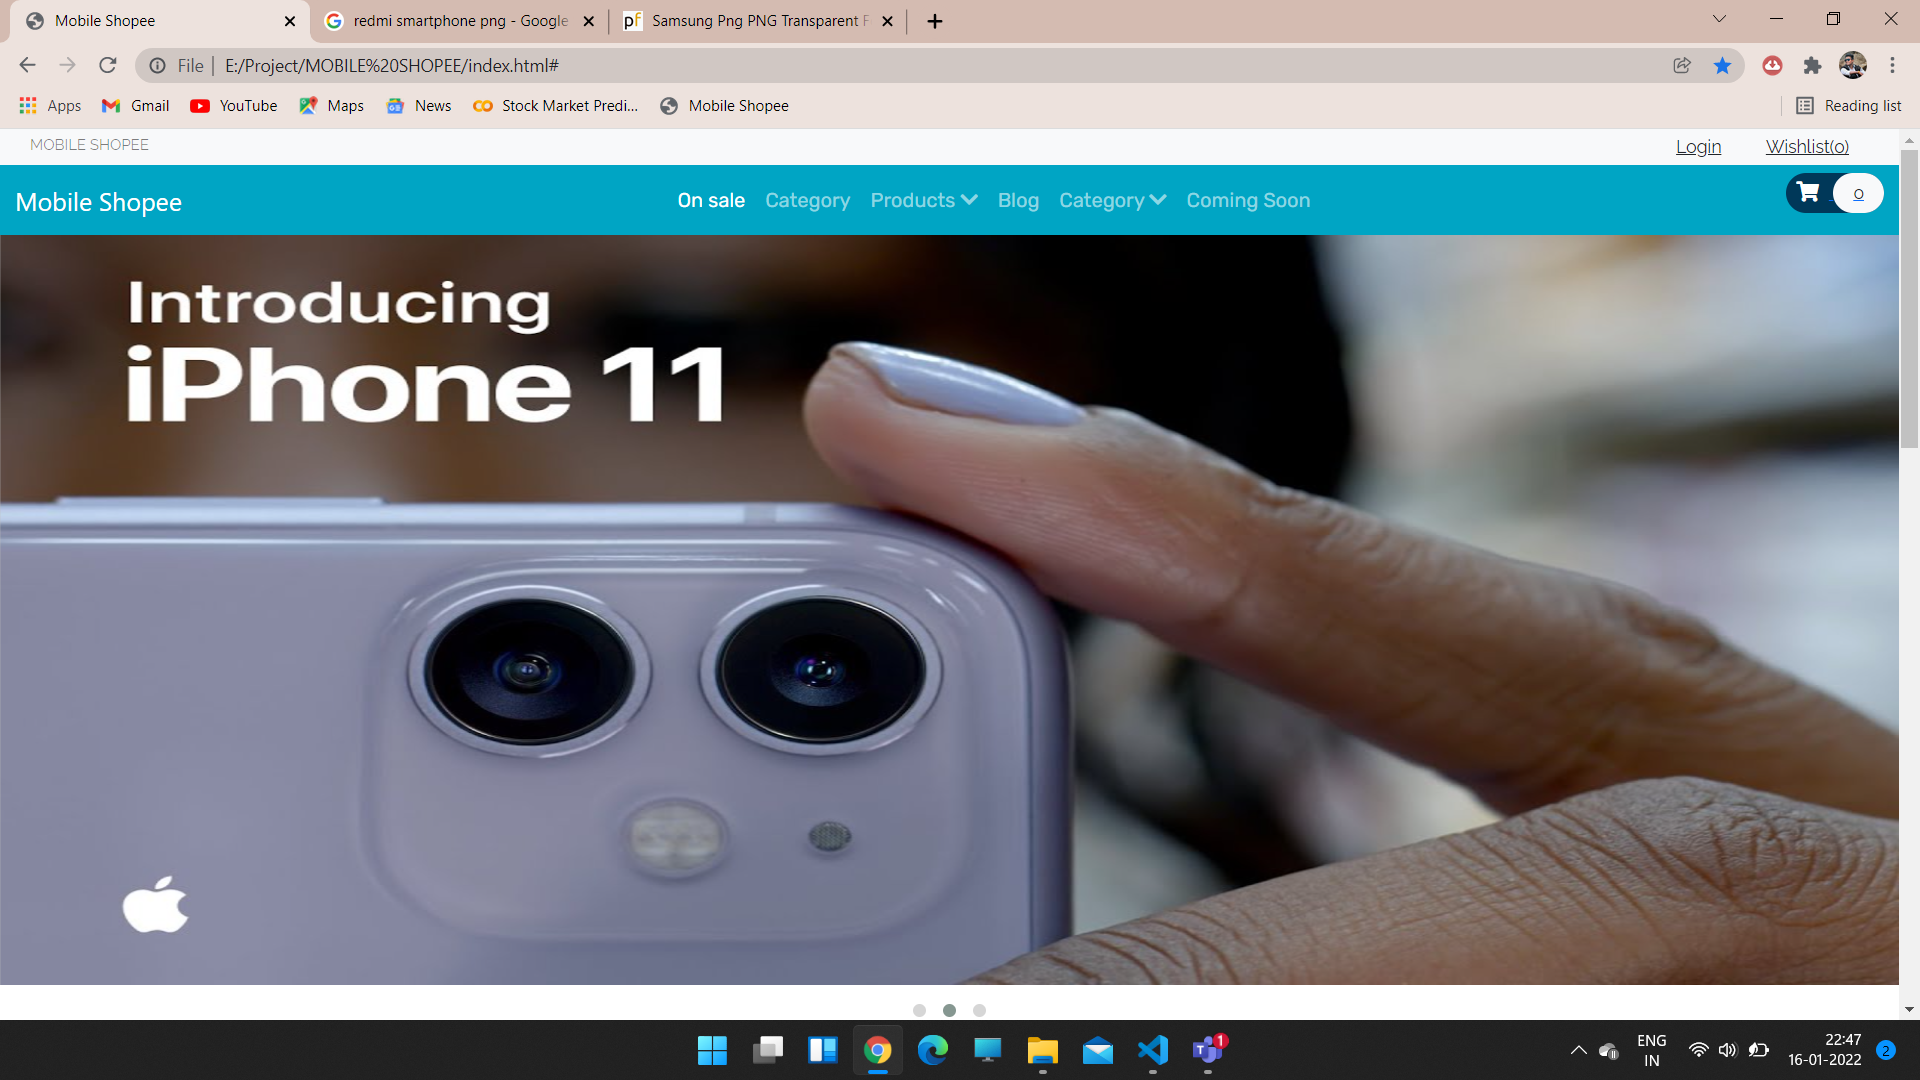 Mobile Shopee
redmi smartphone png - Google
pf Samsung Png PNG Transparent F
File | E:/Project/MOBILE%20SHOPEE/index.html#
Apps Gmail YouTube Maps News Stock Market Predi... Mobile Shopee Reading list
MOBILE SHOPEE Login Wishlist(0)
Mobile Shopee On sale Category Products Blog Category Coming Soon 0
Introducing
iPhone 11
1
ENG
IN
22:47
16-01-2022
2